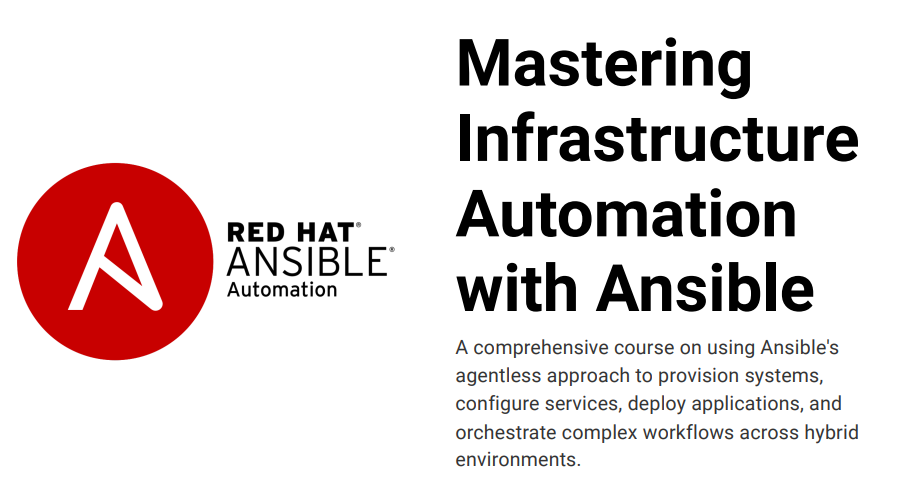 RED HAT®
ANSIBLE®
Automation
Mastering
Infrastructure
Automation
with Ansible
A comprehensive course on using Ansible's
agentless approach to provision systems,
configure services, deploy applications, and
orchestrate complex workflows across hybrid
environments.